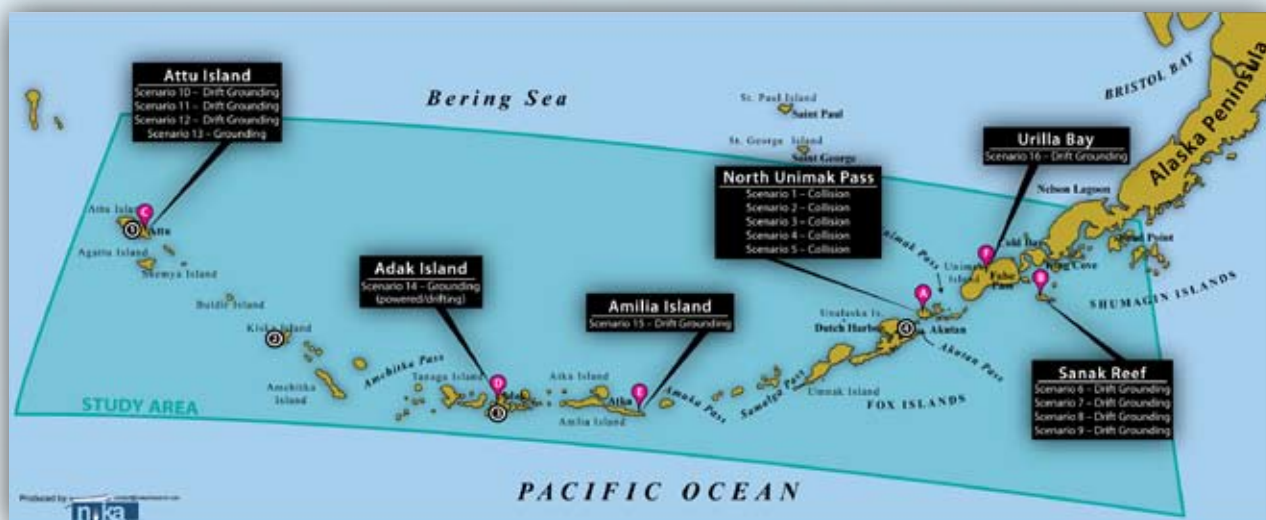 Attu Island
Scenario 10 – Drift Grounding
Scenario 11 – Drift Grounding
Scenario 12 – Drift Grounding
Scenario 13 – Grounding
Bering Sea
St. Paul Island
Saint Paul
St. George Island
Saint George
BRISTOL BAY
Alaska Peninsula
Urilla Bay
Scenario 16 – Drift Grounding
North Unimak Pass
Scenario 1 – Collision
Scenario 2 – Collision
Scenario 3 – Collision
Scenario 4 – Collision
Scenario 5 – Collision
Nelson Lagoon
Attu
C
1
Attu
Agattu Island
Shemya Island
Buldir Island
Kiska Island
2
Amchitka Island
Amchitka Pass
Adak Island
Scenario 14 – Grounding
(powered/drifting)
Tanaga Island
D
3
Amilia Island
Scenario 15 – Drift Grounding
Atka Island
Atka
E
Amilia Island
Amukta Pass
Samalga Pass
Umnak Island
FOX ISLANDS
Unalaska Is.
Dutch
A
4
Akutan
Akutan Pass
Pass
Island
F
Cold Bay
False
Pass
Cove
B
Point
SHUMAGIN ISLANDS
Sanak Reef
Scenario 6 – Drift Grounding
Scenario 7 – Drift Grounding
Scenario 8 – Drift Grounding
Scenario 9 – Drift Grounding
STUDY AREA
PACIFIC OCEAN
Produced by
nuka